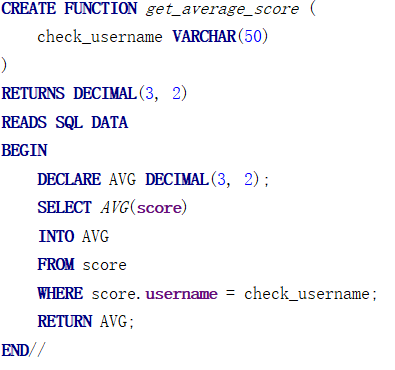 CREATE FUNCTION get_average_score (
    check_username VARCHAR(50)
)
RETURNS DECIMAL(3, 2)
READS SQL DATA
BEGIN
    DECLARE AVG DECIMAL(3, 2);
    SELECT AVG(score)
    INTO AVG
    FROM score
    WHERE score.username = check_username;
    RETURN AVG;
END//